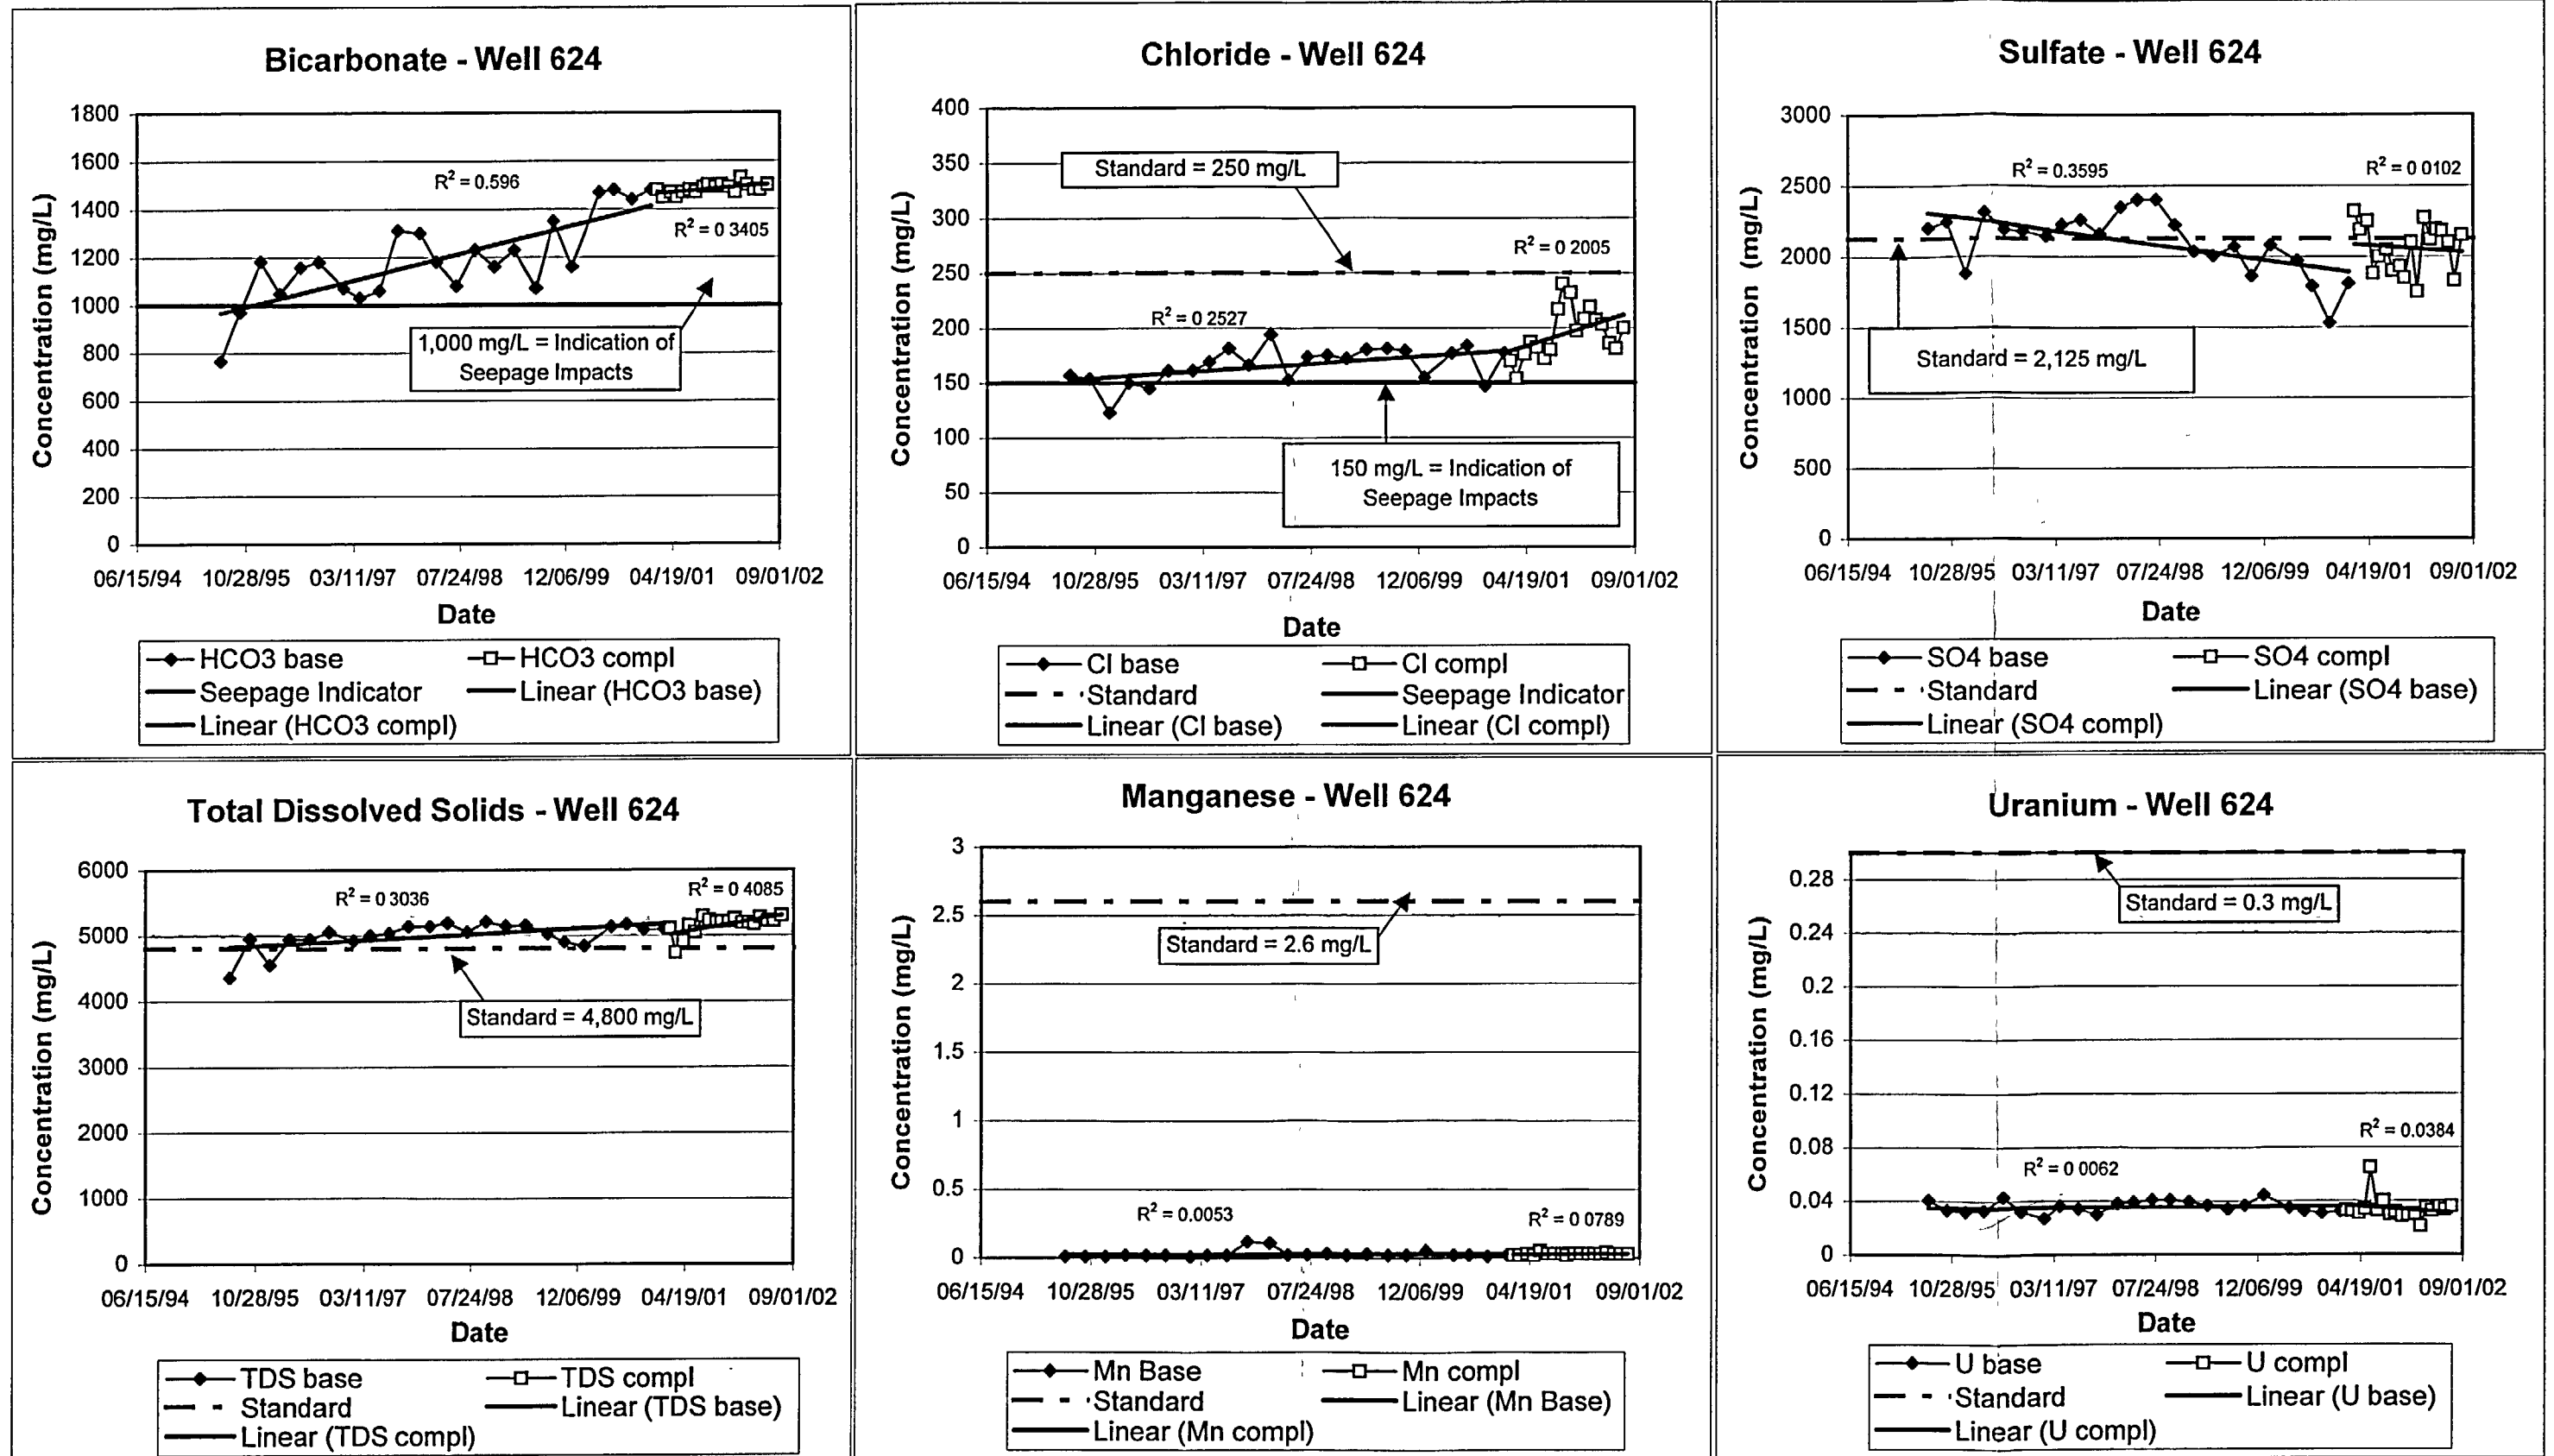 Bicarbonate - Well 624
1800
1600
1400
1200
1000
800
600
400
200
0
Concentration (mg/L)
R² = 0.596
R² = 0 3405
1,000 mg/L = Indication of
Seepage Impacts
06/15/94 10/28/95 03/11/97 07/24/98 12/06/99 04/19/01 09/01/02
Date
HCO3 base HCO3 compl
Seepage Indicator Linear (HCO3 base)
Linear (HCO3 compl)
Chloride - Well 624
400
350
300
250
200
150
100
50
0
Concentration (mg/L)
Standard = 250 mg/L
R² = 0 2005
R² = 0 2527
150 mg/L = Indication of
Seepage Impacts
06/15/94 10/28/95 03/11/97 07/24/98 12/06/99 04/19/01 09/01/02
Date
Cl base Cl compl
Standard Seepage Indicator
Linear (Cl base) Linear (Cl compl)
Sulfate - Well 624
3000
2500
2000
1500
1000
500
0
Concentration (mg/L)
R² = 0.3595
R² = 0 0102
Standard = 2,125 mg/L
06/15/94 10/28/95 03/11/97 07/24/98 12/06/99 04/19/01 09/01/02
Date
SO4 base SO4 compl
Standard Linear (SO4 base)
Linear (SO4 compl)
Total Dissolved Solids - Well 624
6000
5000
4000
3000
2000
1000
0
Concentration (mg/L)
R² = 0 3036
R² = 0 4085
Standard = 4,800 mg/L
06/15/94 10/28/95 03/11/97 07/24/98 12/06/99 04/19/01 09/01/02
Date
TDS base TDS compl
Standard Linear (TDS base)
Linear (TDS compl)
Manganese - Well 624
3
2.5
2
1.5
1
0.5
0
Concentration (mg/L)
Standard = 2.6 mg/L
R² = 0.0053
R² = 0 0789
06/15/94 10/28/95 03/11/97 07/24/98 12/06/99 04/19/01 09/01/02
Date
Mn Base Mn compl
Standard Linear (Mn Base)
Linear (Mn compl)
Uranium - Well 624
0.28
0.24
0.2
0.16
0.12
0.08
0.04
0
Concentration (mg/L)
Standard = 0.3 mg/L
R² = 0.0384
R² = 0 0062
06/15/94 10/28/95 03/11/97 07/24/98 12/06/99 04/19/01 09/01/02
Date
U base U compl
Standard Linear (U base)
Linear (U compl)